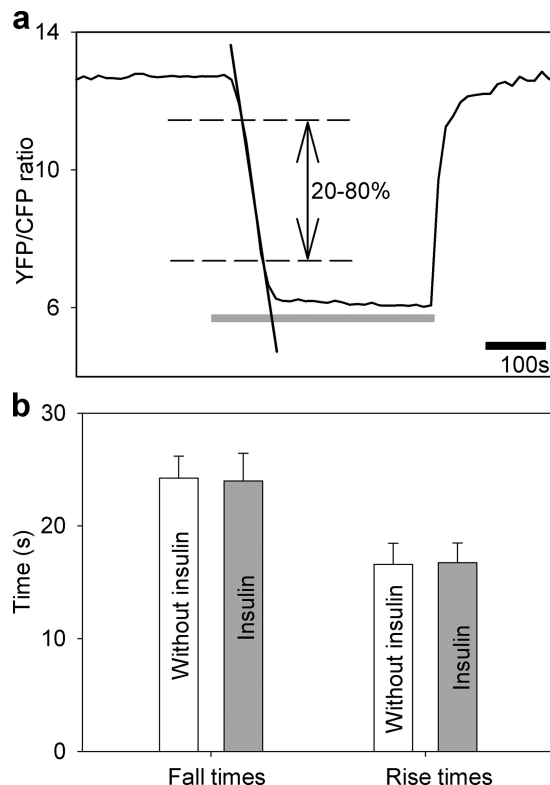 a
14
10
6
YFP/CFP ratio
20-80%
100s
b
30
20
10
0
Time (s)
Without insulin
Insulin
Without insulin
Insulin
Fall times
Rise times